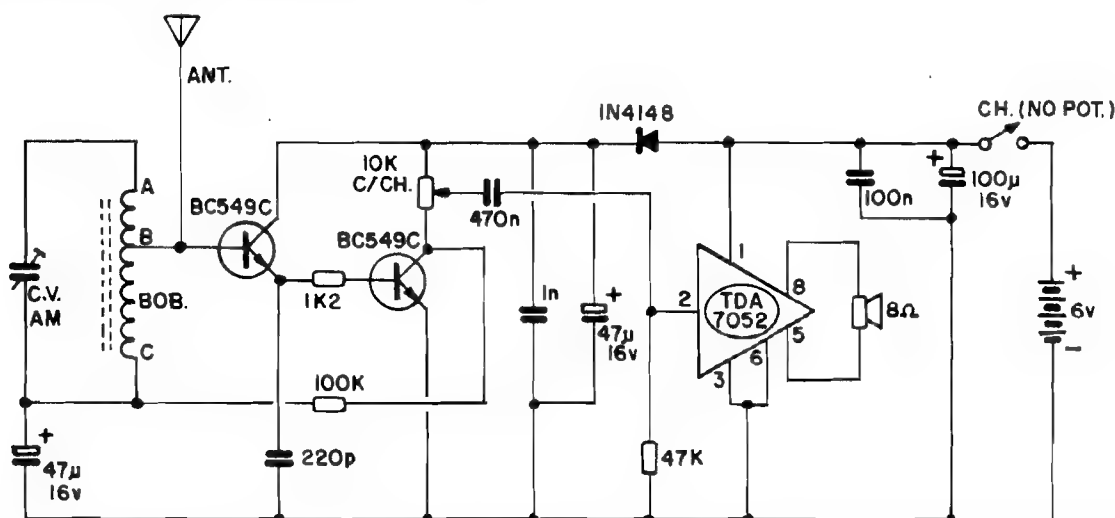 ANT.
1N4148
CH. (NO POT.)
10K
C/CH.
470n
100n
+
100µ
16v
A
B
BOB.
C
C.V.
AM
BC549C
BC549C
1K2
1n
+
47µ
16v
1
2
TDA
7052
8
5
6
3
8Ω
+
6v
-
100K
+
47µ
16v
220p
47K